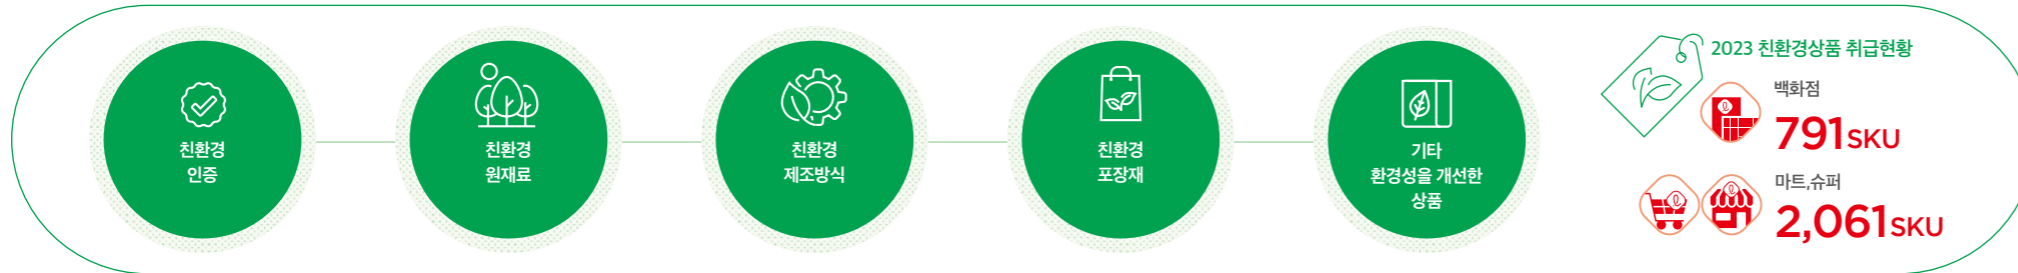 친환경
인증
친환경
원재료
친환경
제조방식
친환경
포장재
기타
환경성을 개선한
상품
2023 친환경상품 취급현황
백화점
791SKU
마트,슈퍼
2,061SKU